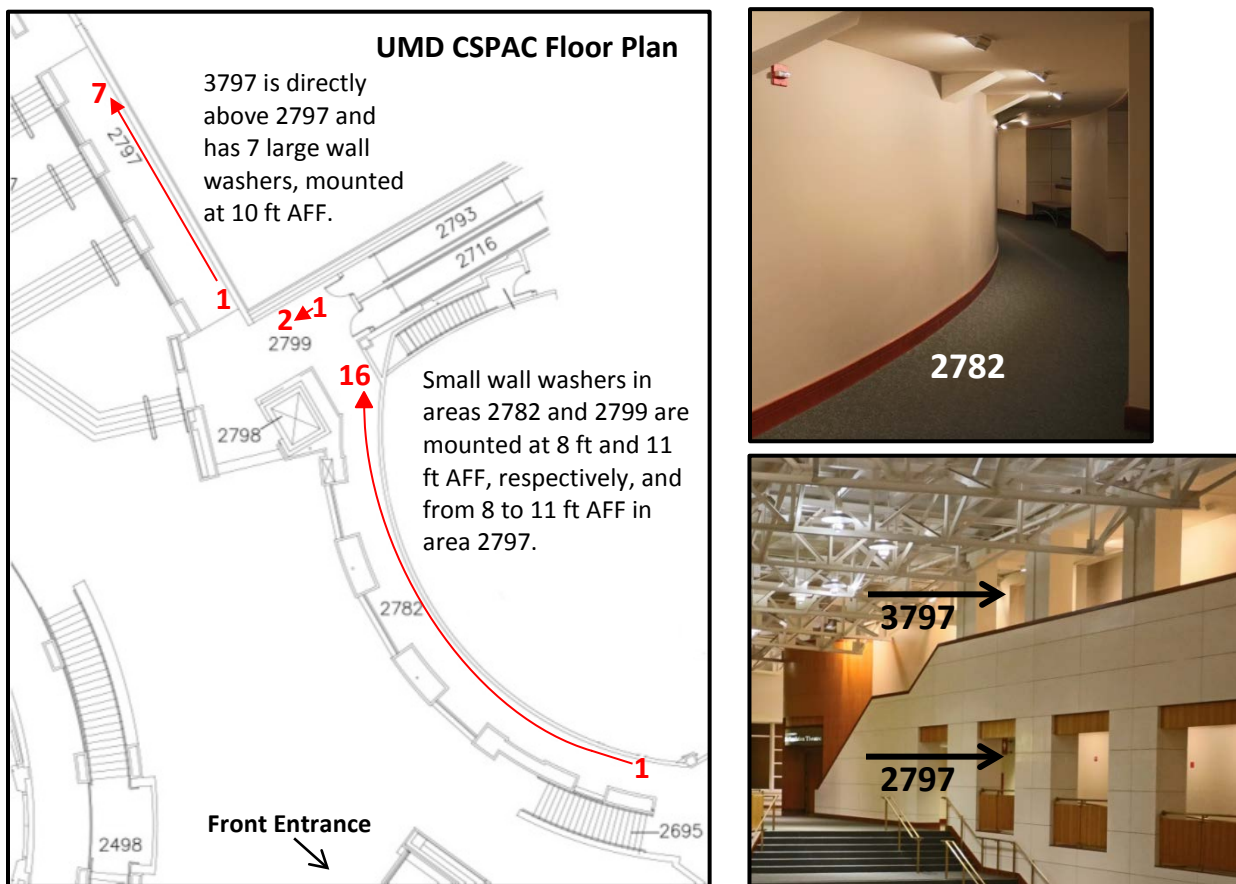 UMD CSPAC Floor Plan
3797 is directly
above 2797 and
has 7 large wall
washers, mounted
at 10 ft AFF.
7
2797
1
2793
2716
1
2
2799
16
Small wall washers in
areas 2782 and 2799 are
mounted at 8 ft and 11
ft AFF, respectively, and
from 8 to 11 ft AFF in
area 2797.
2798
2782
1
Front Entrance
2695
2498
2782
3797
2797